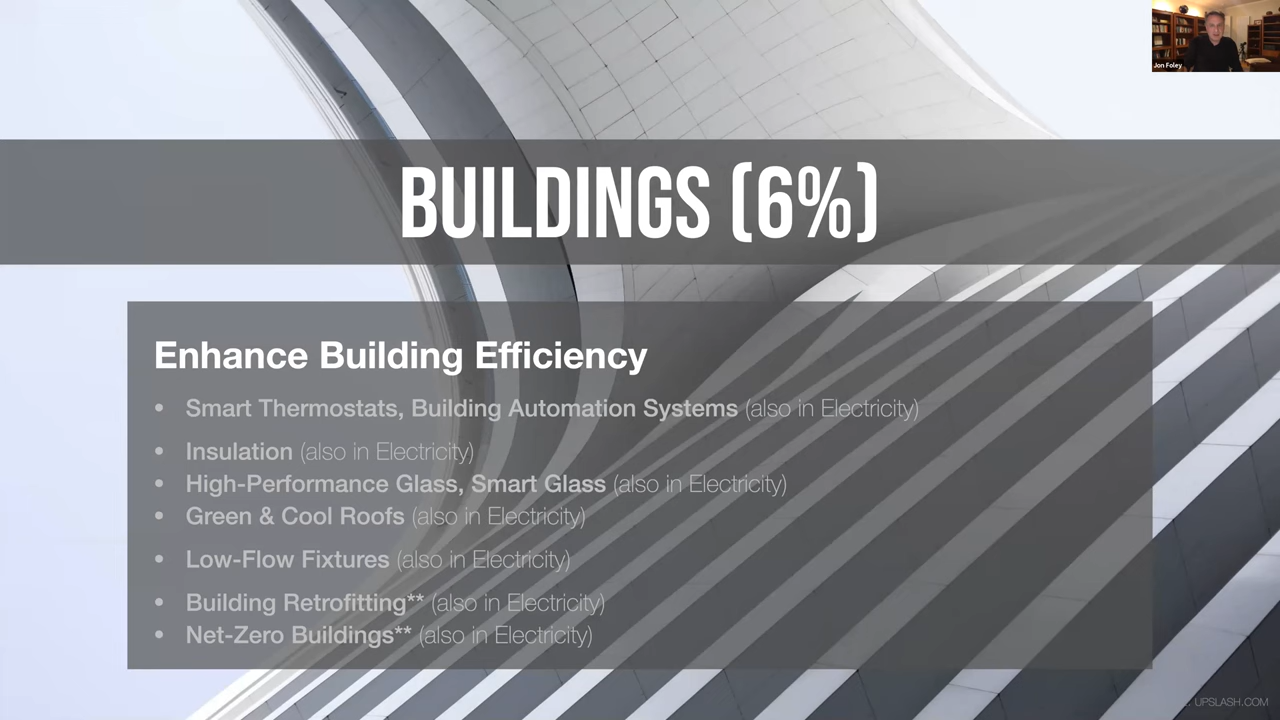 Jon Foley
BUILDINGS (6%)
Enhance Building Efficiency
• Smart Thermostats, Building Automation Systems (also in Electricity)
• Insulation (also in Electricity)
• High-Performance Glass, Smart Glass (also in Electricity)
• Green & Cool Roofs (also in Electricity)
• Low-Flow Fixtures (also in Electricity)
• Building Retrofitting** (also in Electricity)
• Net-Zero Buildings** (also in Electricity)
UPSLASH.COM